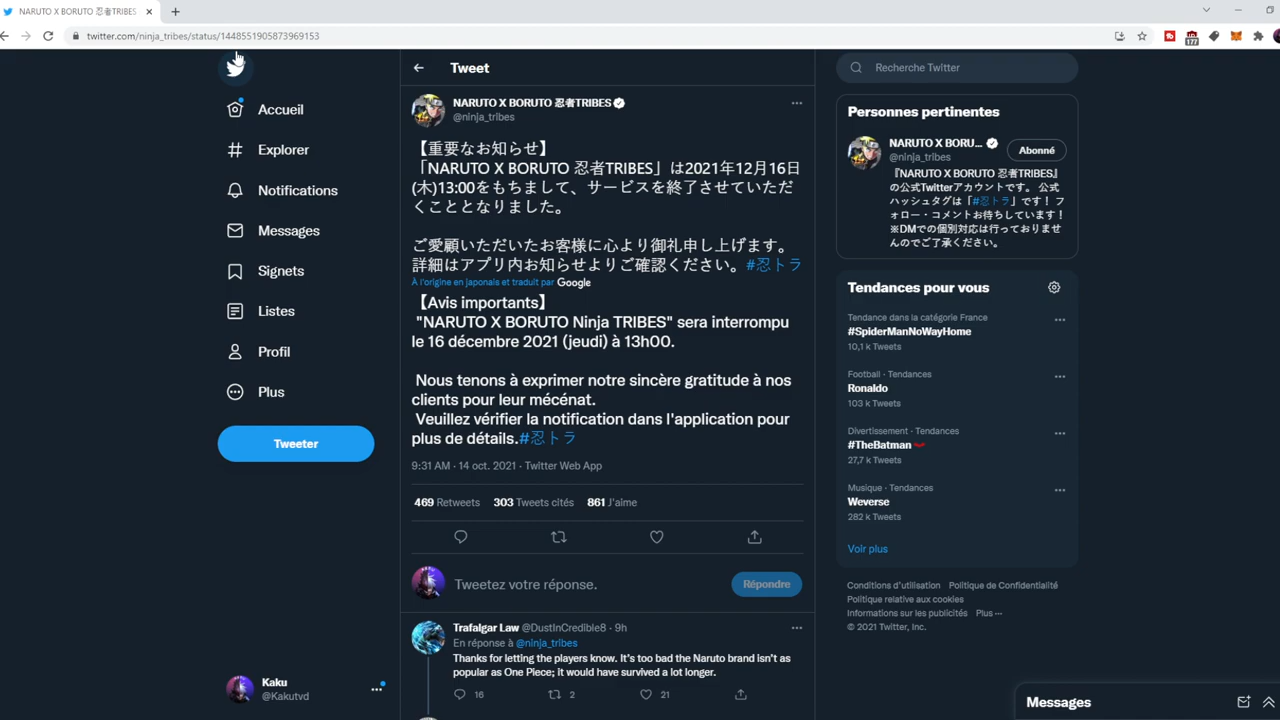 NARUTO X BORUTO 忍者TRIBES
twitter.com/ninja_tribes/status/1448551905873969153
177
Accueil
Explorer
Notifications
Messages
Signets
Listes
Profil
Plus
Tweeter
Kaku
@Kakutvd
Tweet
NARUTO X BORUTO 忍者TRIBES
@ninja_tribes
【重要なお知らせ】
「NARUTO X BORUTO 忍者TRIBES」は2021年12月16日
(木)13:00をもちまして、サービスを終了させていただ
くこととなりました。
ご愛顧いただいたお客様に心より御礼申し上げます。
詳細はアプリ内お知らせよりご確認ください。#忍トラ
À l'origine en japonais et traduit par Google
【Avis importants】
"NARUTO X BORUTO Ninja TRIBES" sera interrompu
le 16 décembre 2021 (jeudi) à 13h00.
Nous tenons à exprimer notre sincère gratitude à nos
clients pour leur mécénat.
Veuillez vérifier la notification dans l'application pour
plus de détails.#忍トラ
9:31 AM · 14 oct. 2021 · Twitter Web App
469 Retweets 303 Tweets cités 861 J'aime
Tweetez votre réponse.
Répondre
Trafalgar Law @DustInCredible8 · 9h
En réponse à @ninja_tribes
Thanks for letting the players know. It's too bad the Naruto brand isn't as
popular as One Piece; it would have survived a lot longer.
16 2 21
Recherche Twitter
Personnes pertinentes
NARUTO X BORU...
@ninja_tribes
Abonné
『NARUTO X BORUTO 忍者TRIBES』
の公式Twitterアカウントです。 公式
ハッシュタグは「#忍トラ」です！フ
ォロー・コメントお待ちしています！
※DMでの個別対応は行っておりませ
んのでご了承ください。
Tendances pour vous
Tendance dans la catégorie France
#SpiderManNoWayHome
10,1 k Tweets
Football · Tendances
Ronaldo
103 k Tweets
Divertissement · Tendances
#TheBatman
27,7 k Tweets
Musique · Tendances
Weverse
282 k Tweets
Voir plus
Conditions d'utilisation Politique de Confidentialité
Politique relative aux cookies
Informations sur les publicités Plus ···
© 2021 Twitter, Inc.
Messages